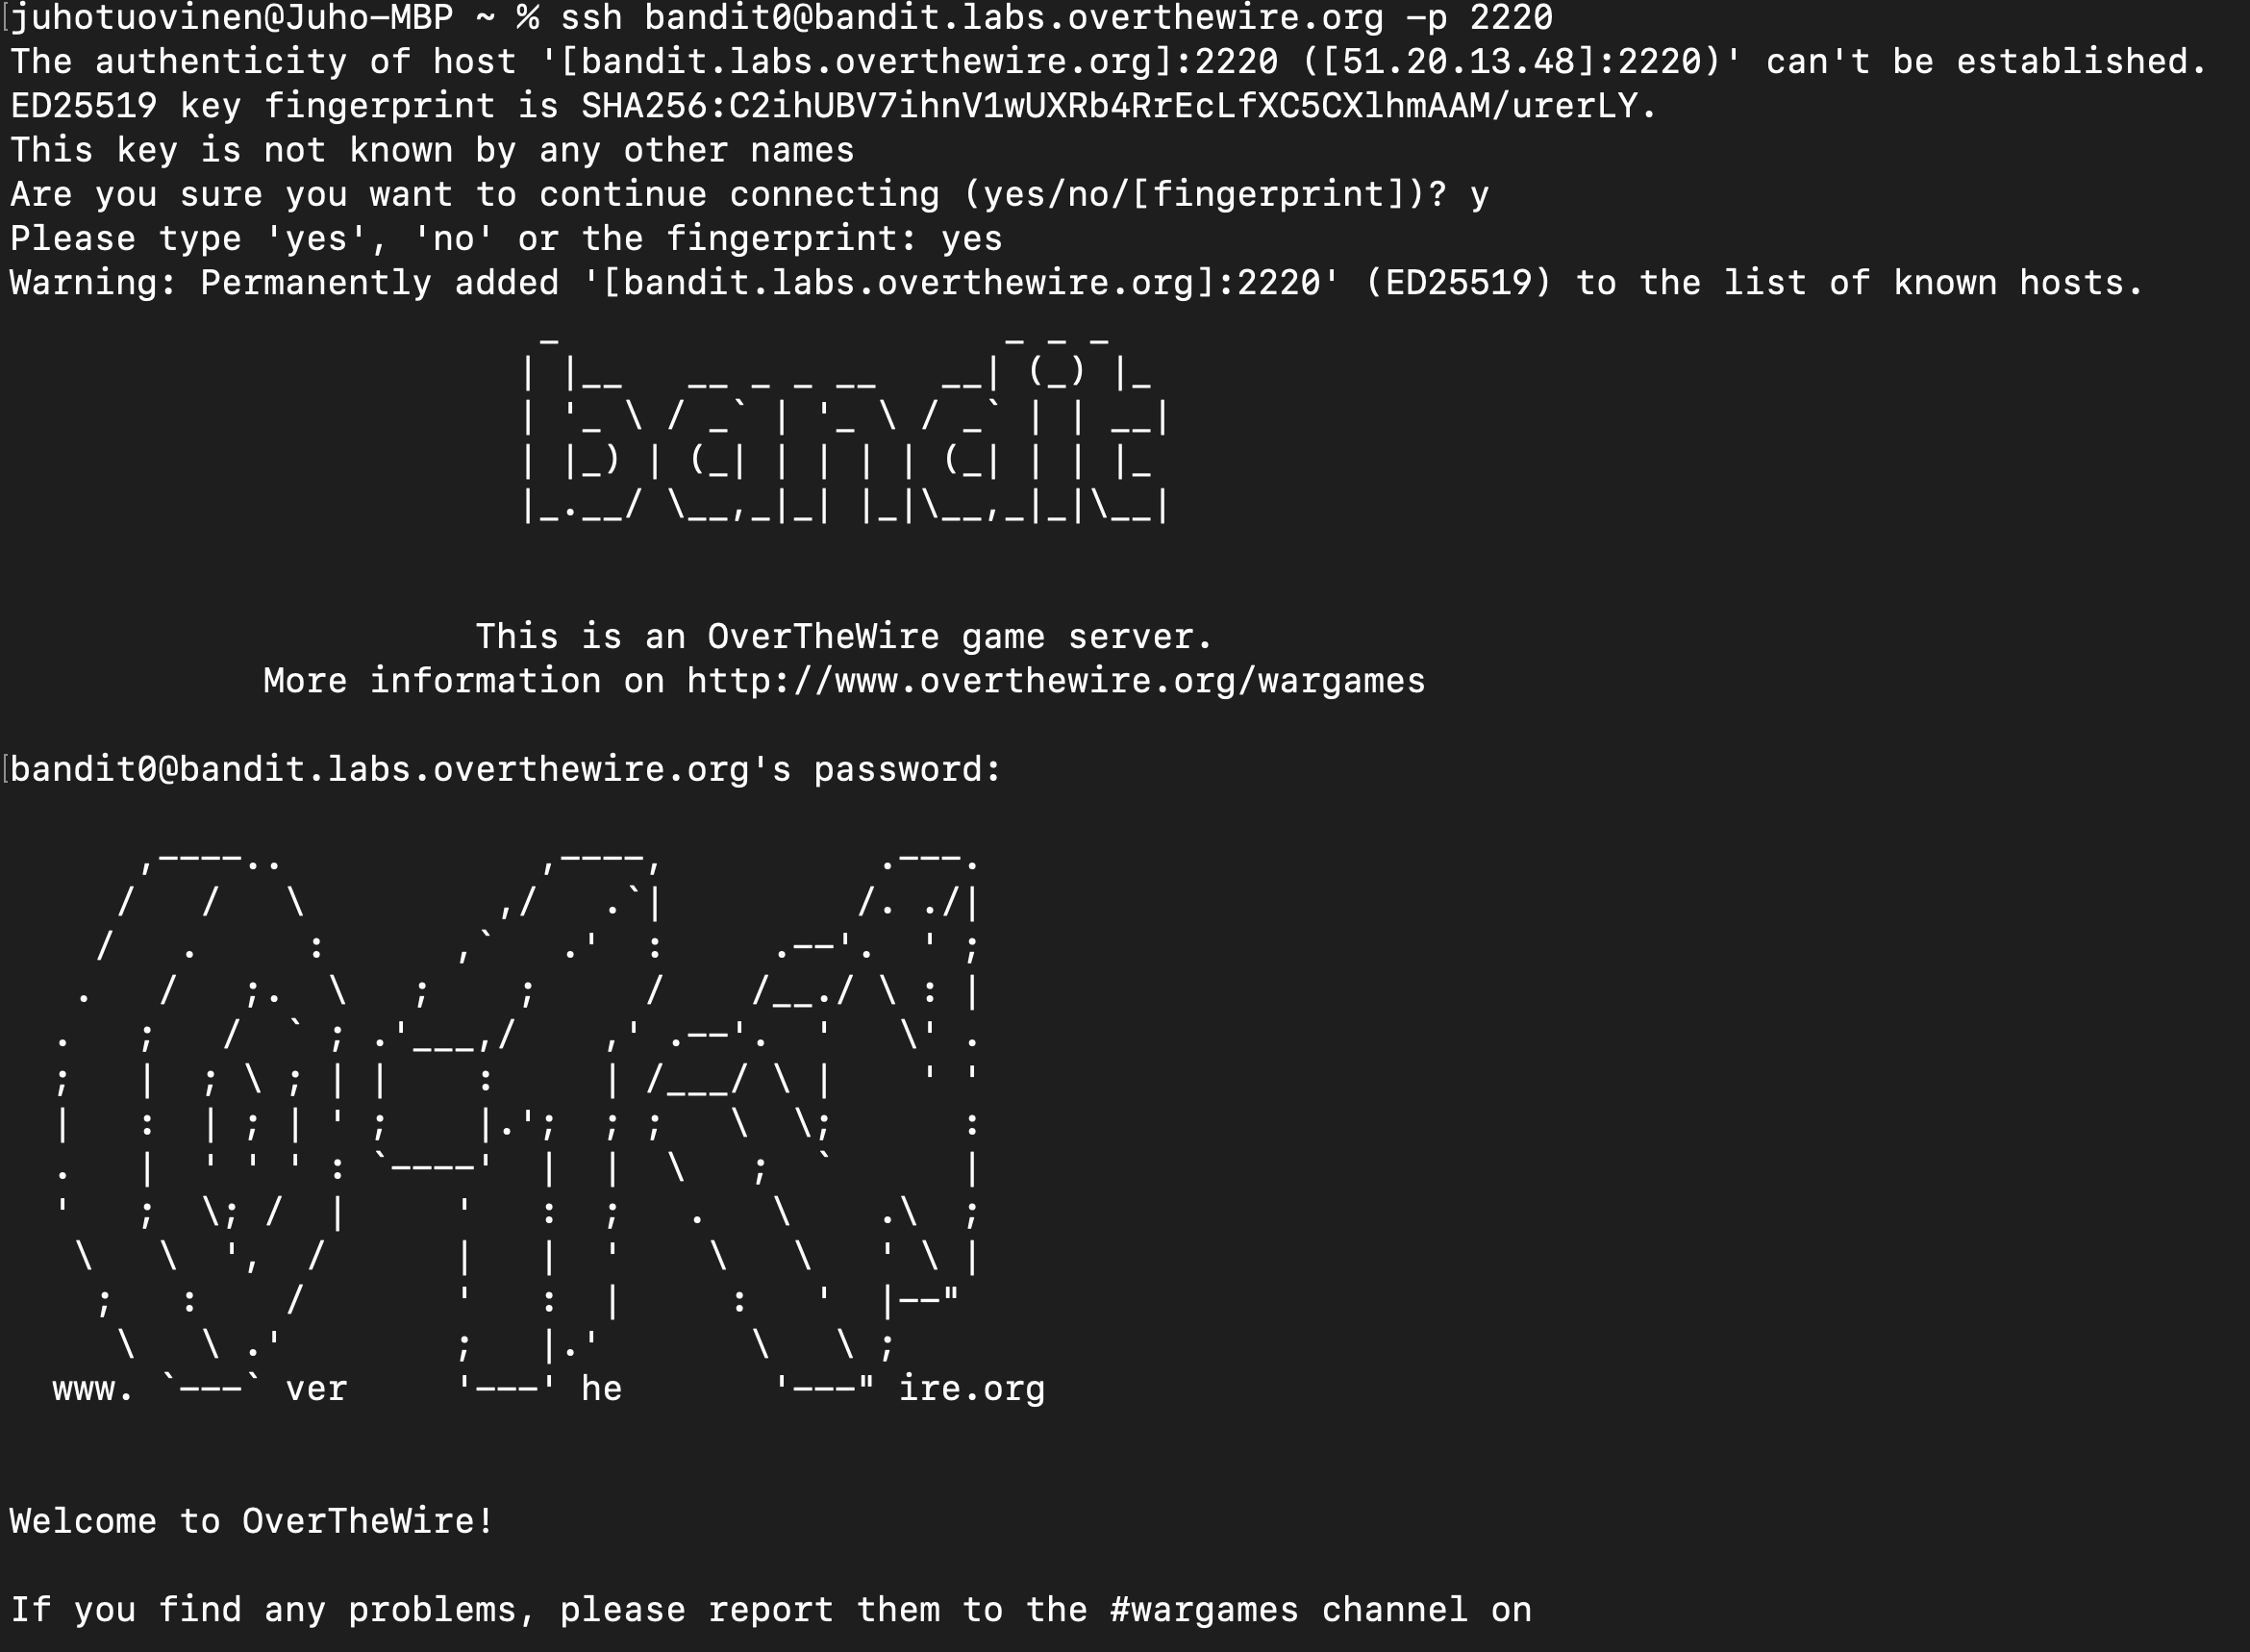 juhotuovinen@Juho-MBP ~ % ssh bandit0@bandit.labs.overthewire.org -p 2220
The authenticity of host '[bandit.labs.overthewire.org]:2220 ([51.20.13.48]:2220)' can't be established.
ED25519 key fingerprint is SHA256:C2ihUBV7ihnV1wUXRb4RrEcLfXC5CXlhmAAM/urerLY.
This key is not known by any other names
Are you sure you want to continue connecting (yes/no/[fingerprint])? y
Please type 'yes', 'no' or the fingerprint: yes
Warning: Permanently added '[bandit.labs.overthewire.org]:2220' (ED25519) to the list of known hosts.
bandit
This is an OverTheWire game server.
More information on http://www.overthewire.org/wargames
bandit0@bandit.labs.overthewire.org's password:
www. `---` ver '---' he '---" ire.org
Welcome to OverTheWire!
If you find any problems, please report them to the #wargames channel on